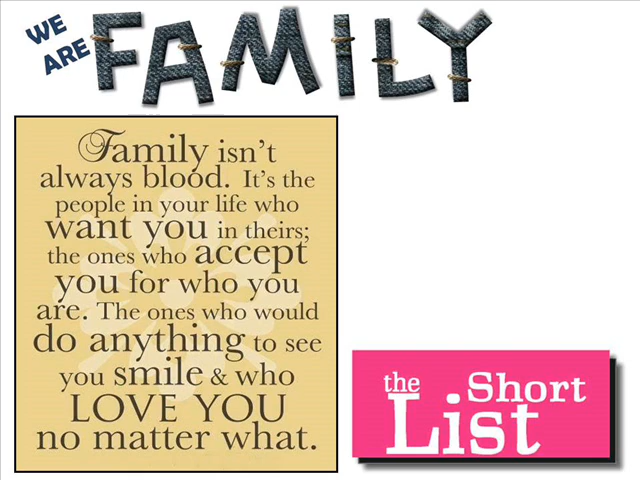 WE ARE FAMILY
Family isn't
always blood. It's the
people in your life who
want you in theirs;
the ones who accept
you for who you
are. The ones who would
do anything to see
you smile & who
LOVE YOU
no matter what.
the Short
List